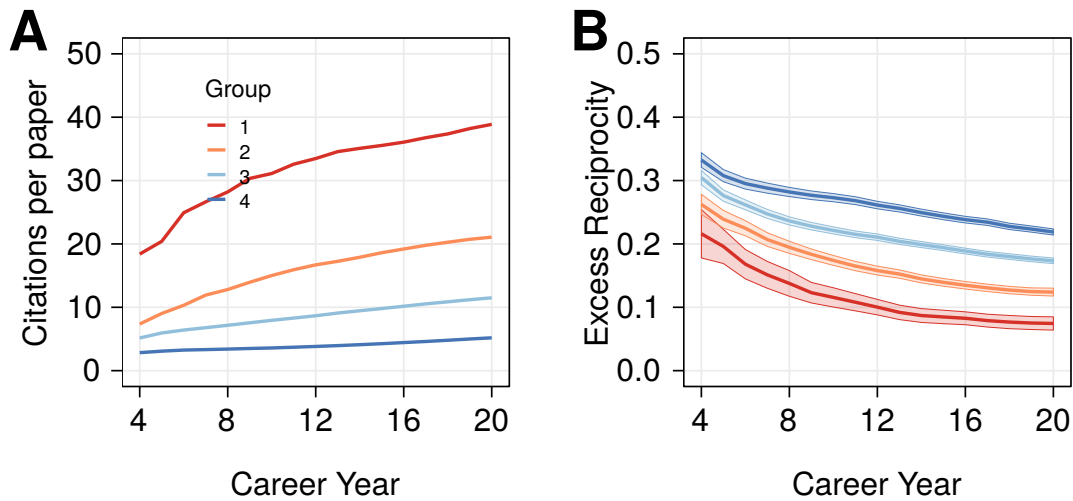 A
Citations per paper
50
40
30
20
10
0
Group
1
2
3
4
4 8 12 16 20
Career Year
B
Excess Reciprocity
0.5
0.4
0.3
0.2
0.1
0.0
4 8 12 16 20
Career Year